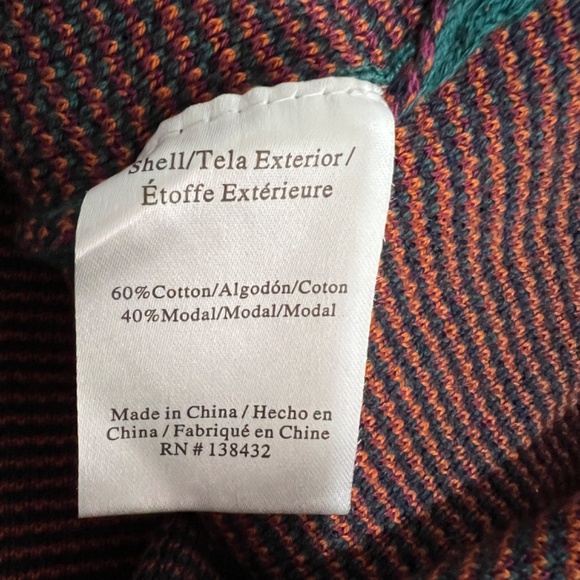 Shell/Tela Exterior/
Étoffe Extérieure
60%Cotton/Algodón/Coton
40%Modal/Modal/Modal
Made in China / Hecho en
China / Fabriqué en Chine
RN # 138432